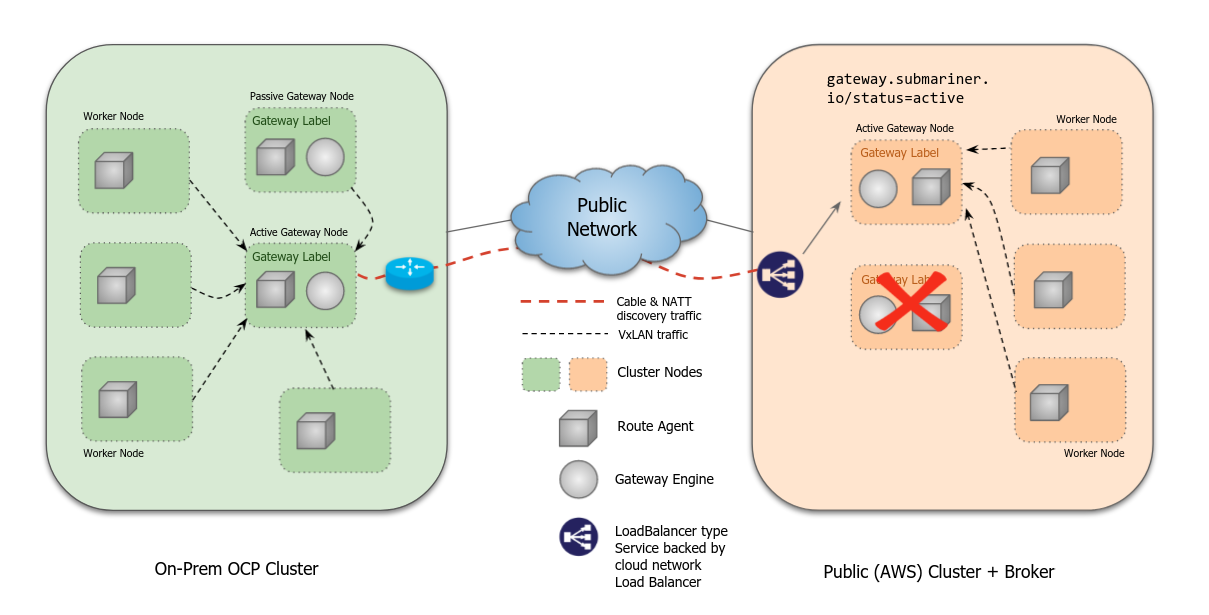 gateway.submariner.
io/status=active
Passive Gateway Node
Worker Node
Gateway Label
Active Gateway Node
Gateway Label
Worker Node
Public
Network
Active Gateway Node
Worker Node
Gateway Label
Gateway Label
Worker Node
Cable & NATT
discovery traffic
VxLAN traffic
Cluster Nodes
Route Agent
Gateway Engine
LoadBalancer type
Service backed by
cloud network
Load Balancer
On-Prem OCP Cluster
Public (AWS) Cluster + Broker